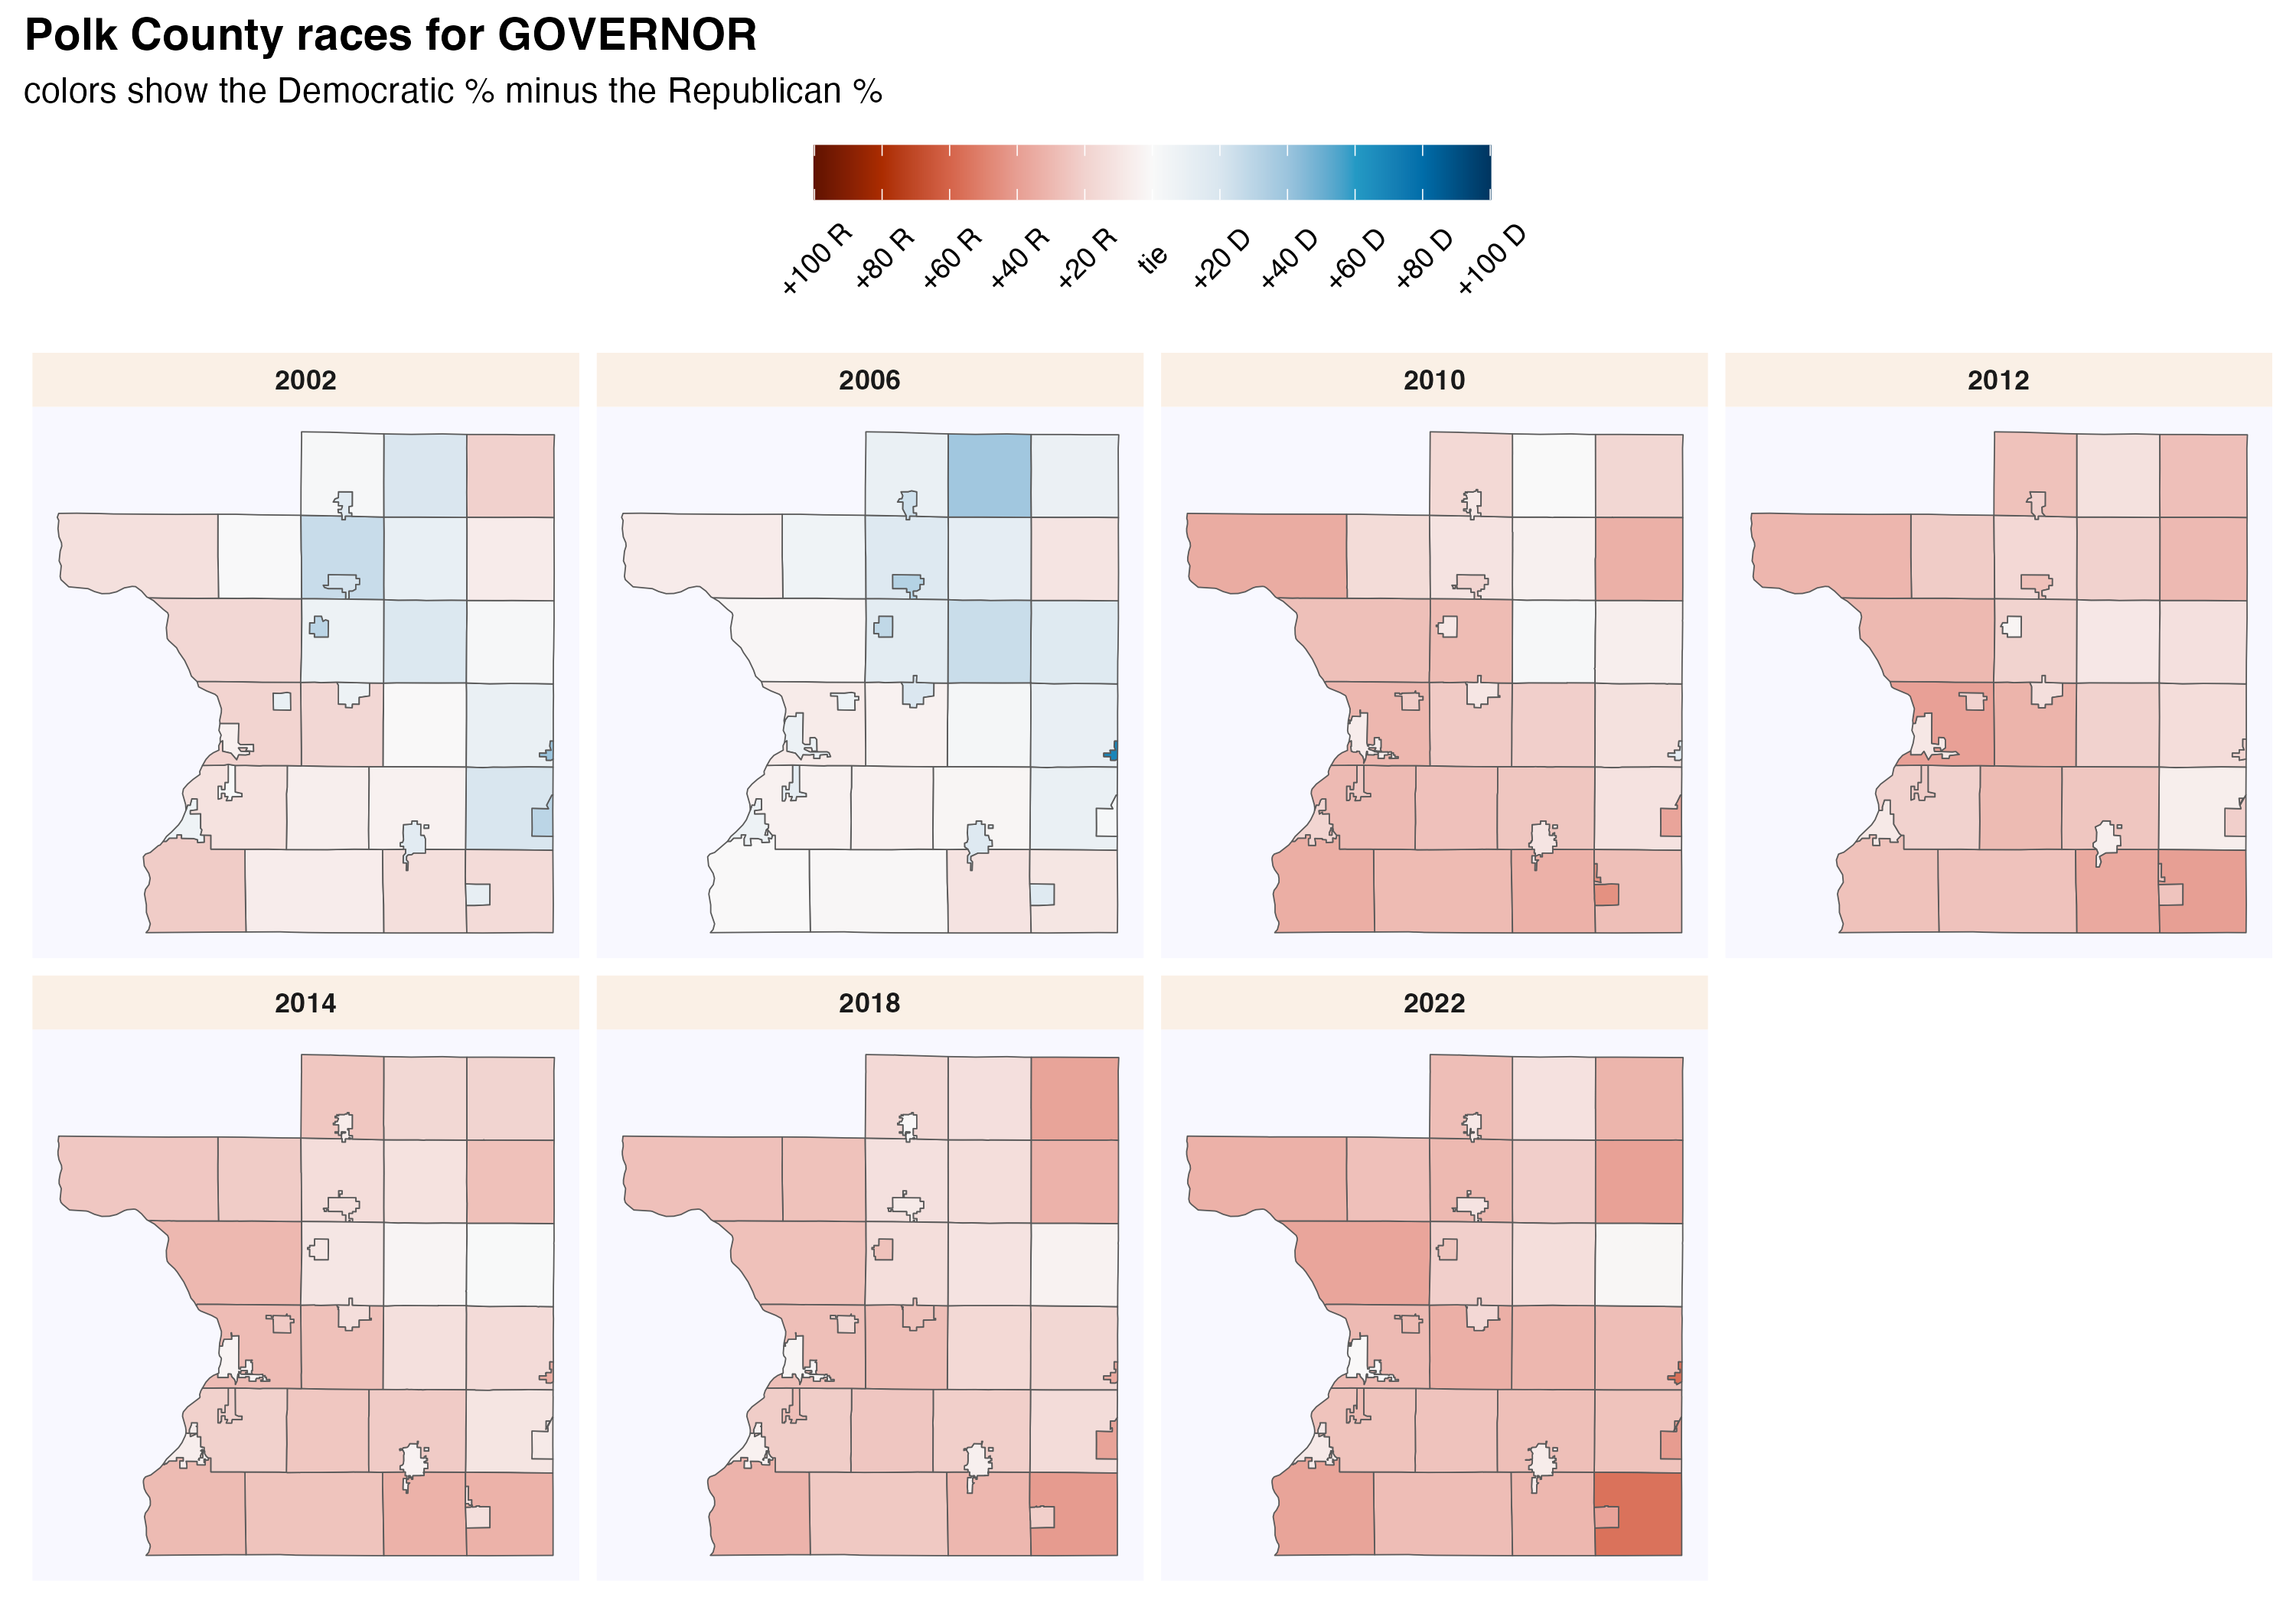 Polk County races for GOVERNOR
colors show the Democratic % minus the Republican %
+100 R
+80 R
+60 R
+40 R
+20 R
tie
+20 D
+40 D
+60 D
+80 D
+100 D
2002
2006
2010
2012
2014
2018
2022